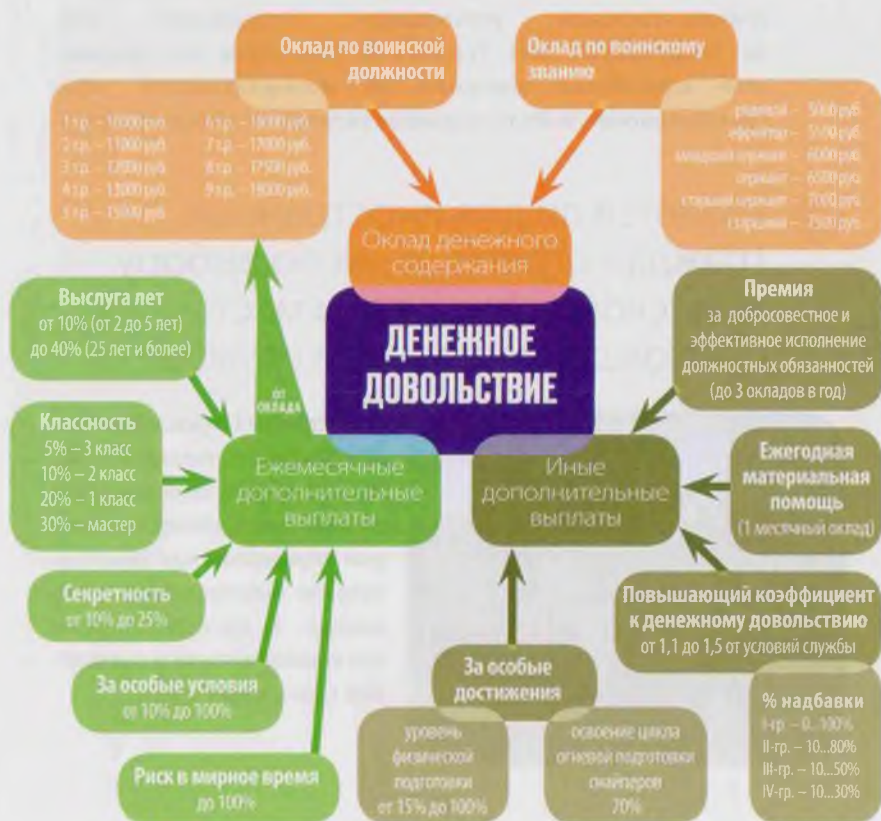 Оклад по воинской
должности
Оклад по воинскому
званию
1 т.р. – 10000 руб.
2 т.р. – 11000 руб.
3 т.р. – 12000 руб.
4 т.р. – 13000 руб.
5 т.р. – 15000 руб.
6 т.р. – 16000 руб.
7 т.р. – 17000 руб.
8 т.р. – 17500 руб.
9 т.р. – 18000 руб.
рядовой – 5000 руб.
ефрейтор – 5500 руб.
младший сержант – 6000 руб.
сержант – 6500 руб.
старший сержант – 7000 руб.
старшина – 7500 руб.
Оклад денежного
содержания
ДЕНЕЖНОЕ
ДОВОЛЬСТВИЕ
Выслуга лет
от 10% (от 2 до 5 лет)
до 40% (25 лет и более)
от
ОКЛАДА
Премия
за добросовестное и
эффективное исполнение
должностных обязанностей
(до 3 окладов в год)
Классность
5% – 3 класс
10% – 2 класс
20% – 1 класс
30% – мастер
Ежемесячные
дополнительные
выплаты
Иные
дополнительные
выплаты
Ежегодная
материальная
помощь
(1 месячный оклад)
Секретность
от 10% до 25%
Повышающий коэффициент
к денежному довольствию
от 1,1 до 1,5 от условий службы
За особые условия
от 10% до 100%
За особые
достижения
Риск в мирное время
до 100%
уровень
физической
подготовки
от 15% до 100%
освоение цикла
огневой подготовки
снайперов
70%
% надбавки
I-гр. – 0...100%
II-гр. – 10...80%
III-гр. – 10...50%
IV-гр. – 10...30%